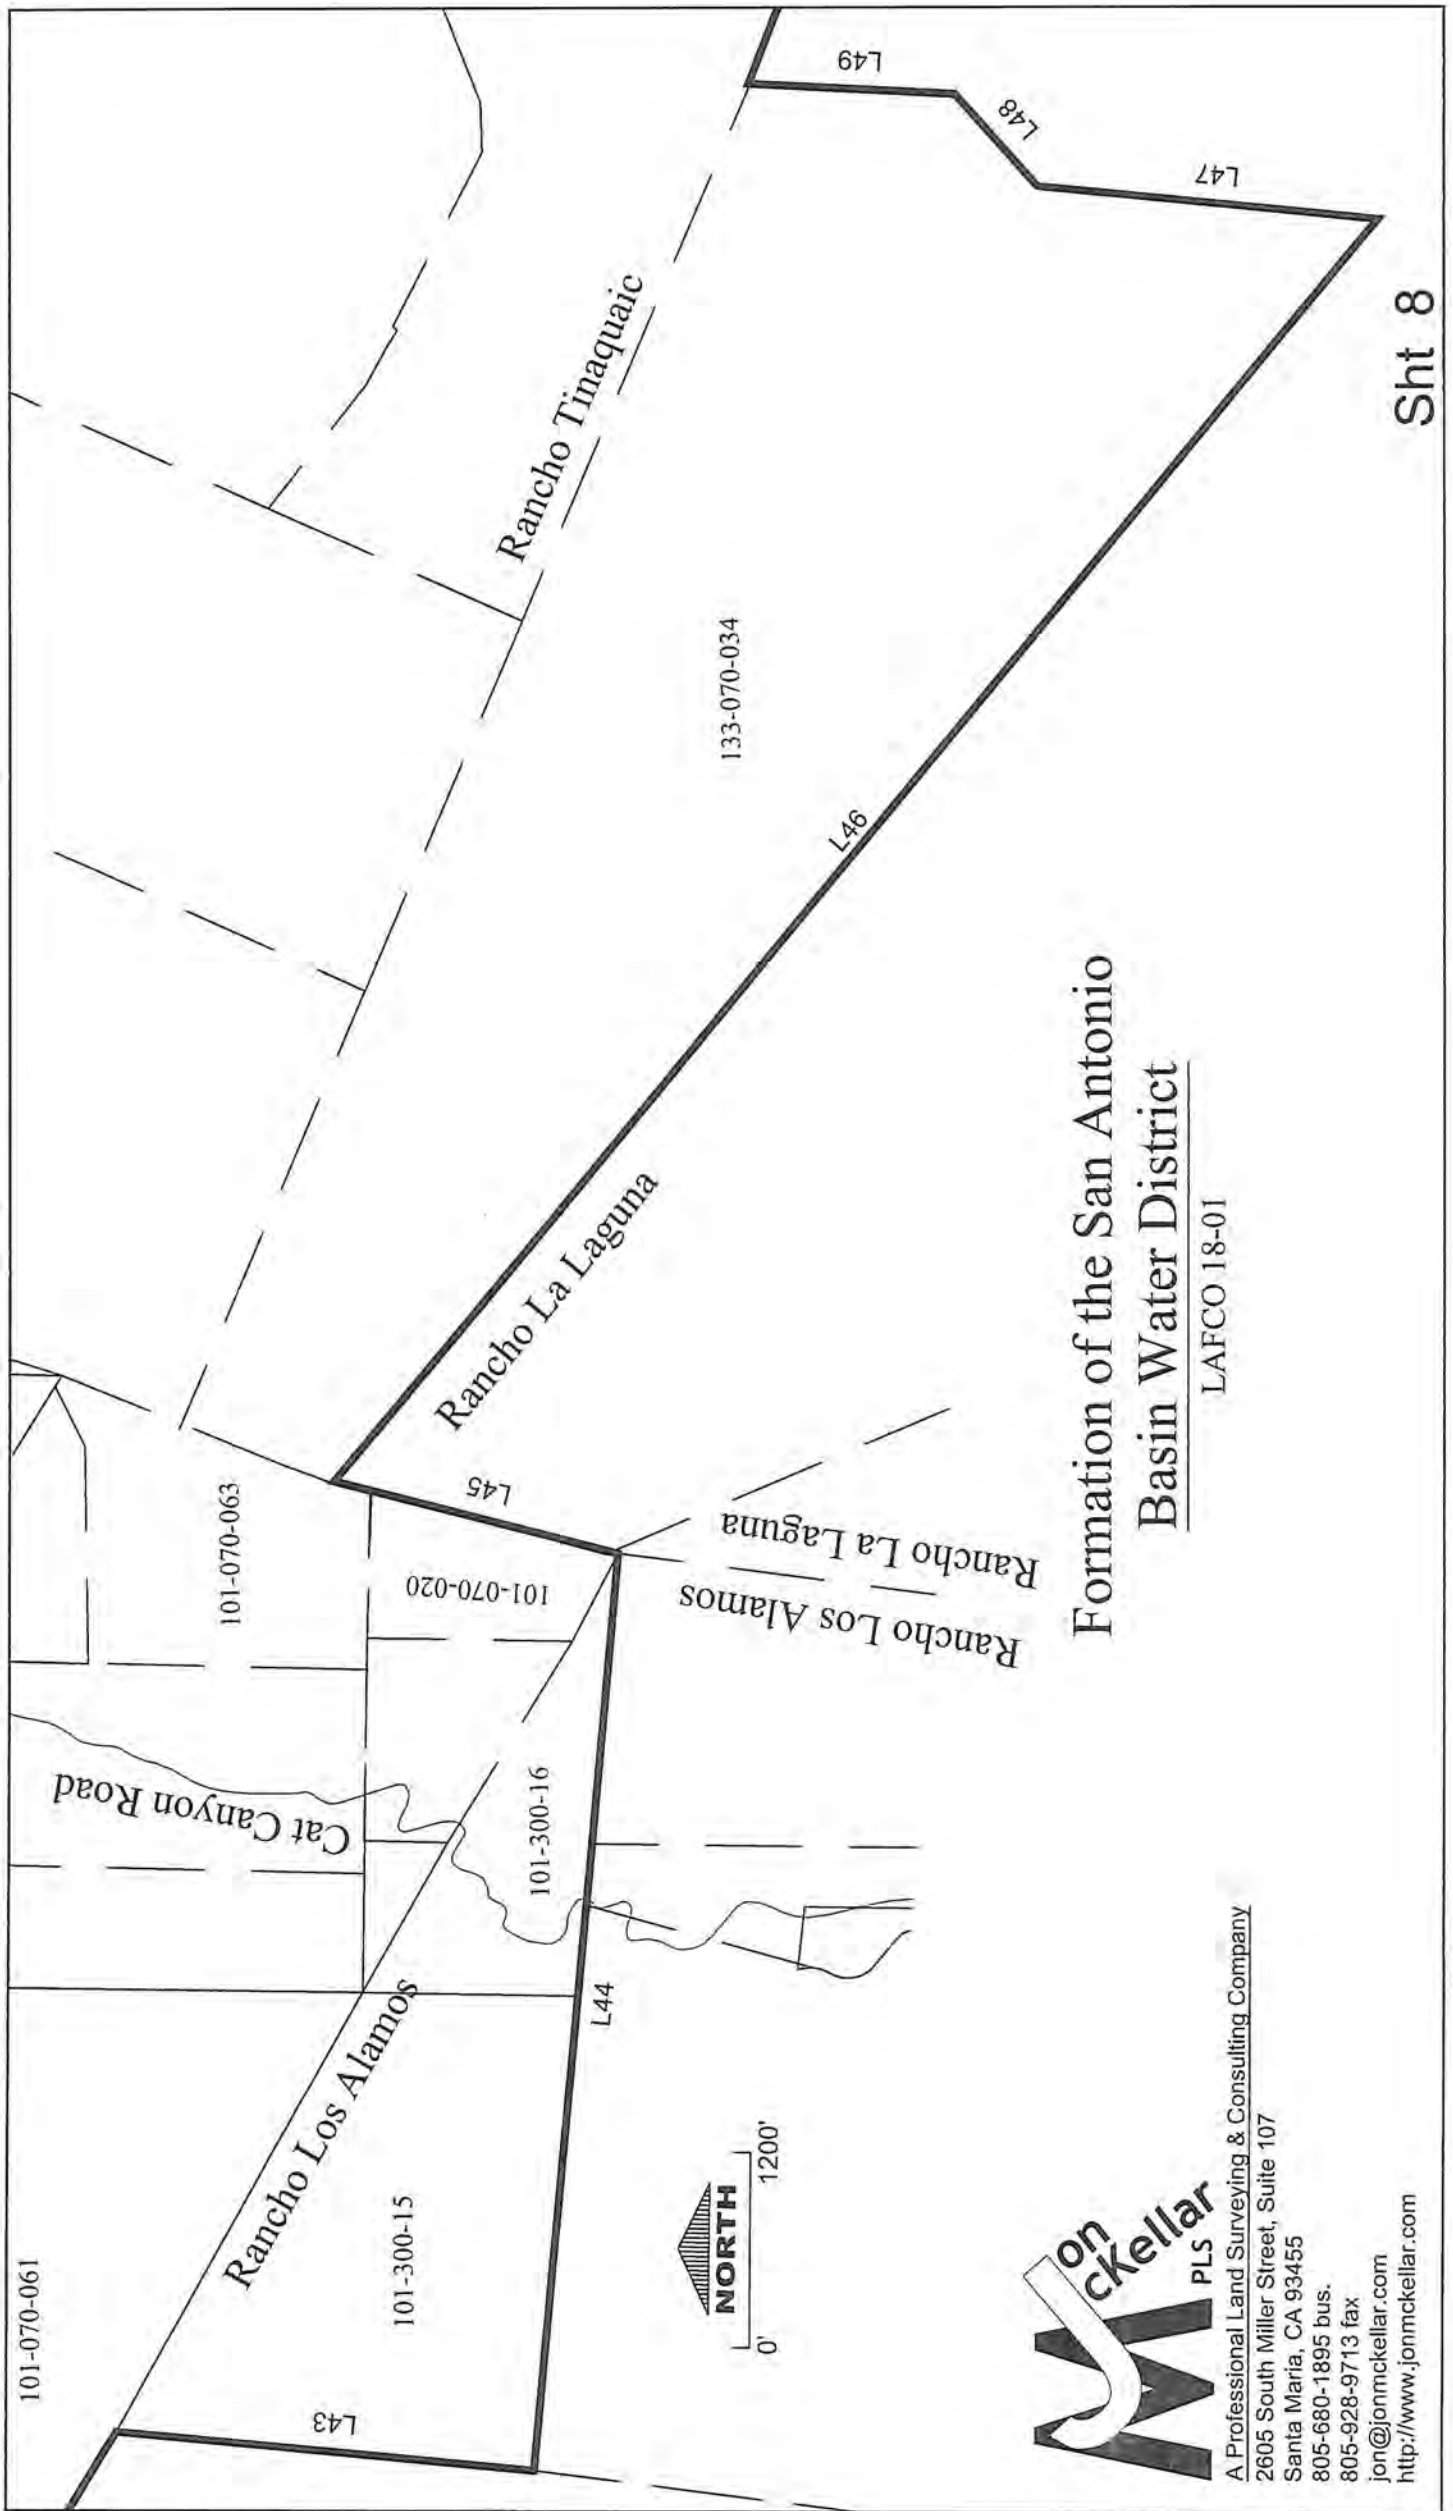 101-070-061
Rancho Los Alamos
101-300-15
L43
L44
101-300-16
Cat Canyon Road
101-070-063
101-070-020
L45
Rancho Los Alamos
Rancho La Laguna
Rancho La Laguna
L46
133-070-034
Rancho Tinaquaic
L47
L48
L49
NORTH
0' 1200'
Formation of the San Antonio
Basin Water District
LAFCO 18-01
Jon
McKellar
PLS
A Professional Land Surveying & Consulting Company
2605 South Miller Street, Suite 107
Santa Maria, CA 93455
805-680-1895 bus.
805-928-9713 fax
jon@jonmckellar.com
http://www.jonmckellar.com
Sht 8